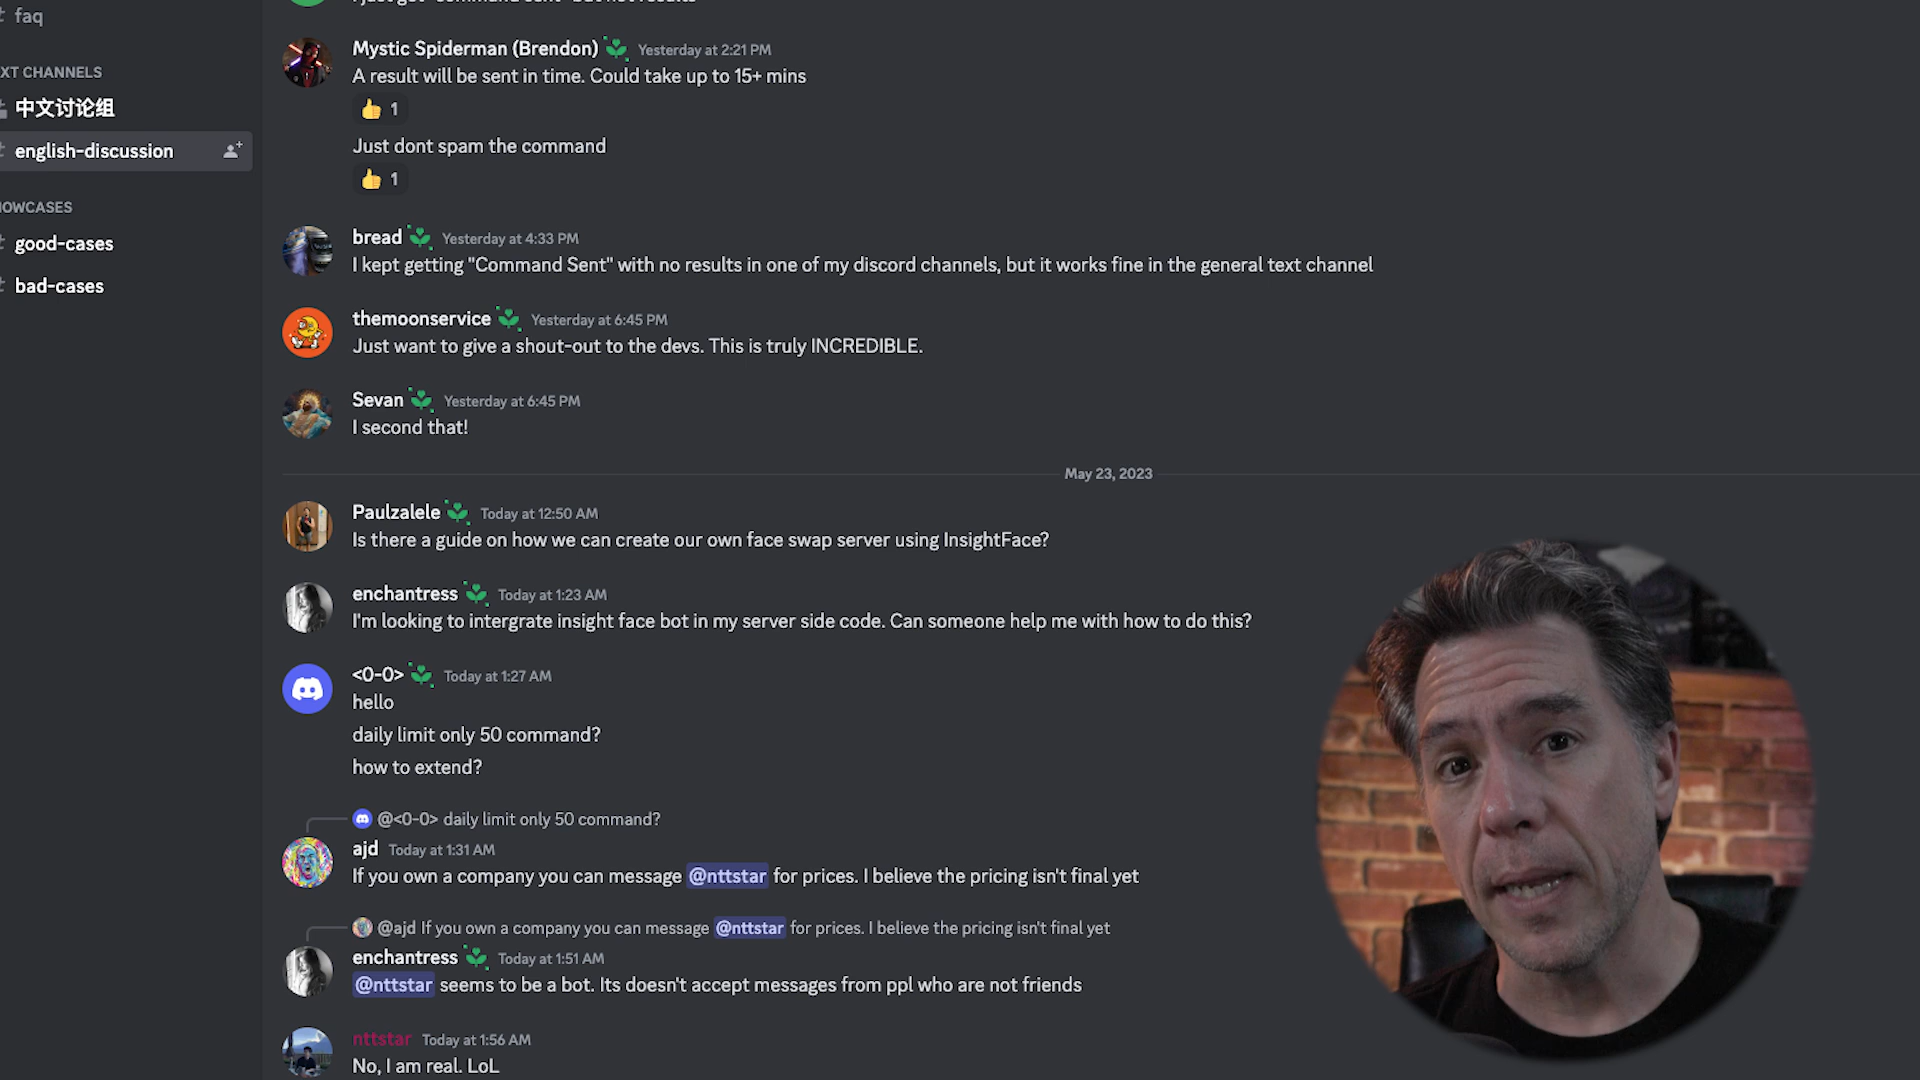 faq
XT CHANNELS
中文讨论组
english-discussion
OWCASES
good-cases
bad-cases
Mystic Spiderman (Brendon) Yesterday at 2:21 PM
A result will be sent in time. Could take up to 15+ mins
1
Just dont spam the command
1
bread Yesterday at 4:33 PM
I kept getting "Command Sent" with no results in one of my discord channels, but it works fine in the general text channel
themoonservice Yesterday at 6:45 PM
Just want to give a shout-out to the devs. This is truly INCREDIBLE.
Sevan Yesterday at 6:45 PM
I second that!
May 23, 2023
Paulzalele Today at 12:50 AM
Is there a guide on how we can create our own face swap server using InsightFace?
enchantress Today at 1:23 AM
I'm looking to intergrate insight face bot in my server side code. Can someone help me with how to do this?
<0-0> Today at 1:27 AM
hello
daily limit only 50 command?
how to extend?
@<0-0> daily limit only 50 command?
ajd Today at 1:31 AM
If you own a company you can message @nttstar for prices. I believe the pricing isn't final yet
@ajd If you own a company you can message @nttstar for prices. I believe the pricing isn't final yet
enchantress Today at 1:51 AM
@nttstar seems to be a bot. Its doesn't accept messages from ppl who are not friends
nttstar Today at 1:56 AM
No, I am real. LoL